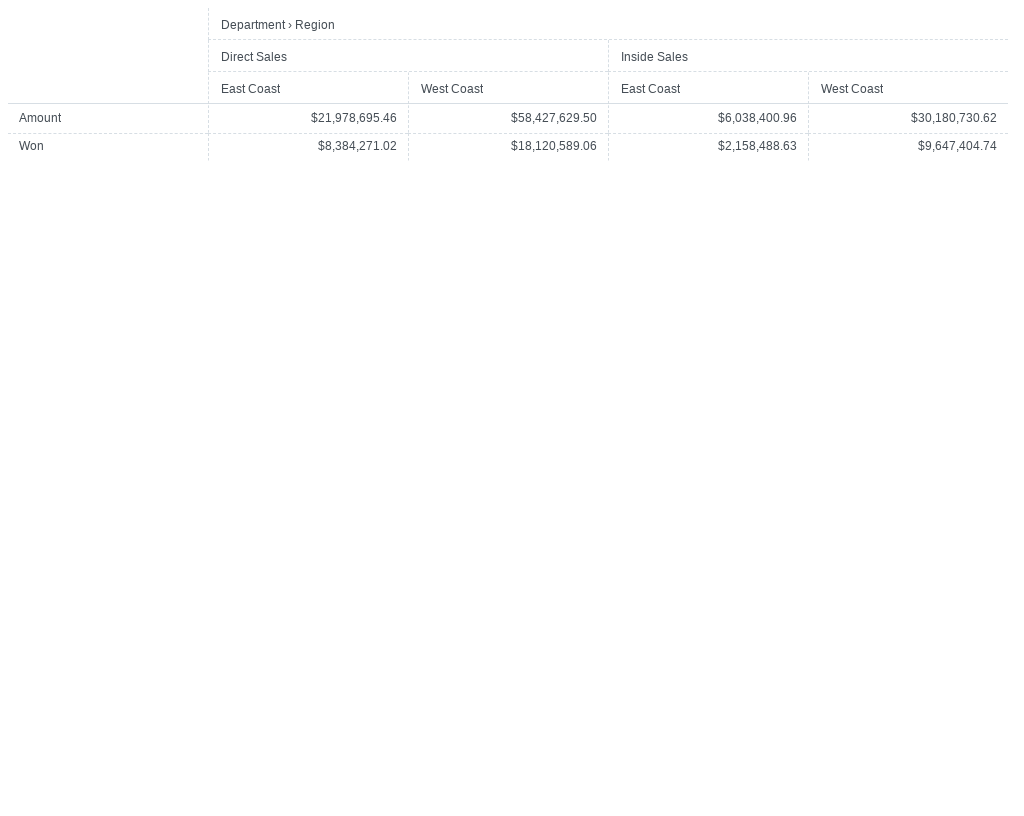 Department › Region
Direct Sales Inside Sales
East Coast West Coast East Coast West Coast
Amount $21,978,695.46 $58,427,629.50 $6,038,400.96 $30,180,730.62
Won $8,384,271.02 $18,120,589.06 $2,158,488.63 $9,647,404.74